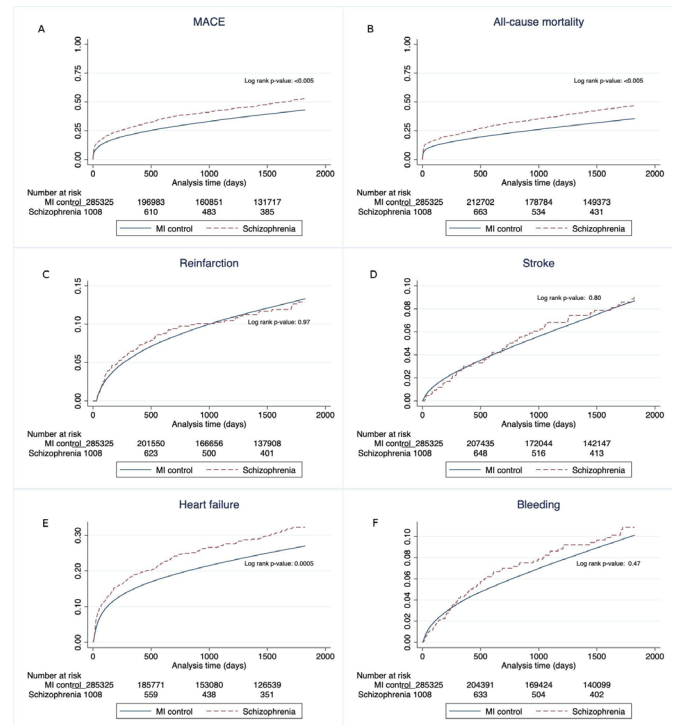 A
MACE
1.00
0.75
0.50
0.25
0.00
Log rank p-value: <0.005
0 500 1000 1500 2000
Analysis time (days)
Number at risk
MI control 285325 196983 160851 131717
Schizophrenia 1008 610 483 385
MI control Schizophrenia
B
All-cause mortality
1.00
0.75
0.50
0.25
0.00
Log rank p-value: <0.005
0 500 1000 1500 2000
Analysis time (days)
Number at risk
MI control 285325 212702 178784 149373
Schizophrenia 1008 663 534 431
MI control Schizophrenia
C
Reinfarction
0.15
0.10
0.05
0.00
Log rank p-value: 0.97
0 500 1000 1500 2000
Analysis time (days)
Number at risk
MI control 285325 201550 166656 137908
Schizophrenia 1008 623 500 401
MI control Schizophrenia
D
Stroke
0.10
0.08
0.06
0.04
0.02
0.00
Log rank p-value: 0.80
0 500 1000 1500 2000
Analysis time (days)
Number at risk
MI control 285325 207435 172044 142147
Schizophrenia 1008 648 516 413
MI control Schizophrenia
E
Heart failure
0.30
0.20
0.10
0.00
Log rank p-value: 0.0005
0 500 1000 1500 2000
Analysis time (days)
Number at risk
MI control 285325 185771 153080 126539
Schizophrenia 1008 559 438 351
MI control Schizophrenia
F
Bleeding
0.10
0.08
0.06
0.04
0.02
0.00
Log rank p-value: 0.47
0 500 1000 1500 2000
Analysis time (days)
Number at risk
MI control 285325 204391 169424 140099
Schizophrenia 1008 633 504 402
MI control Schizophrenia